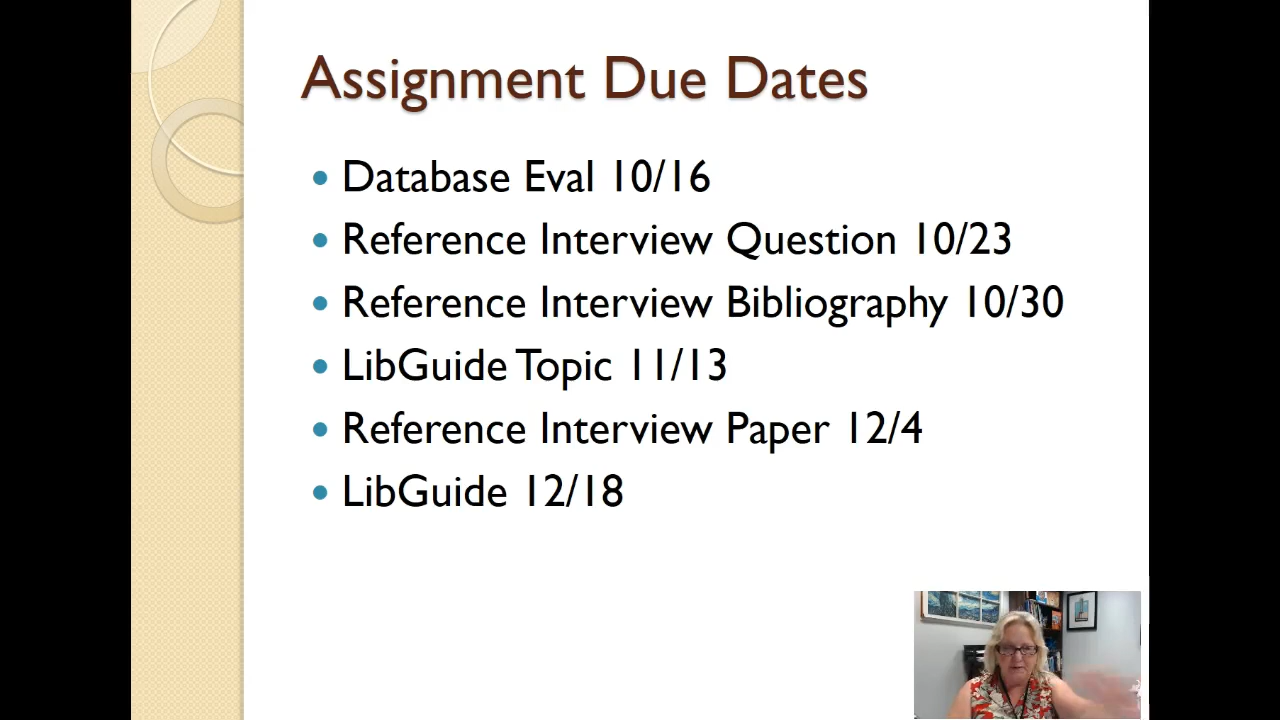 Assignment Due Dates
Database Eval 10/16
Reference Interview Question 10/23
Reference Interview Bibliography 10/30
LibGuide Topic 11/13
Reference Interview Paper 12/4
LibGuide 12/18